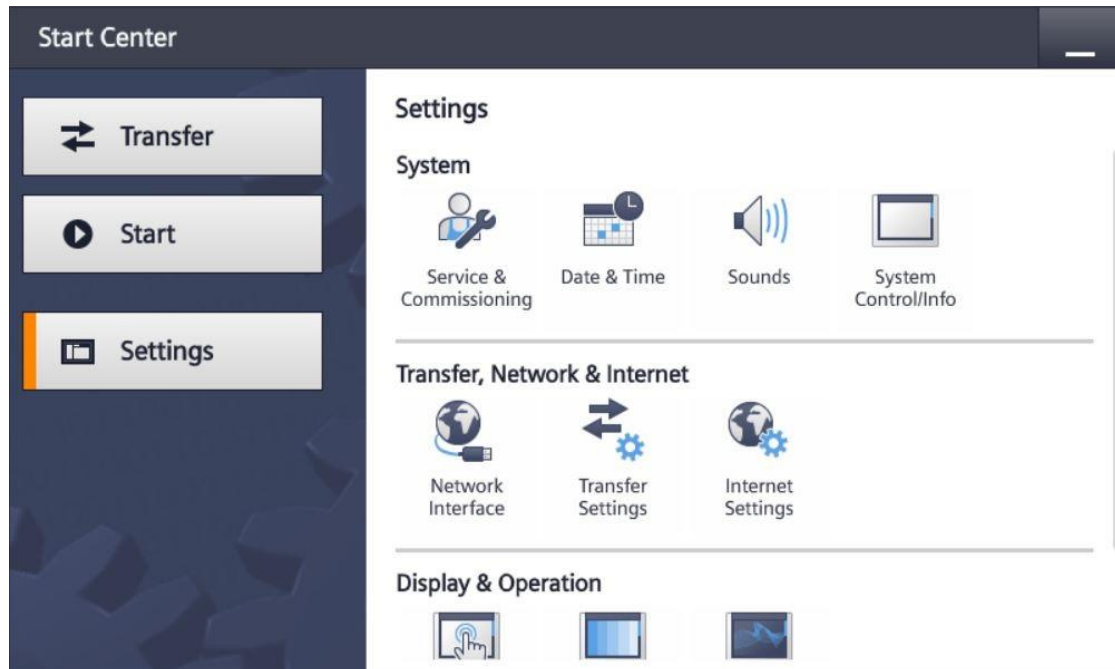 Start Center
Transfer
Start
Settings
Settings
System
Service &
Commissioning
Date & Time
Sounds
System
Control/Info
Transfer, Network & Internet
Network
Interface
Transfer
Settings
Internet
Settings
Display & Operation